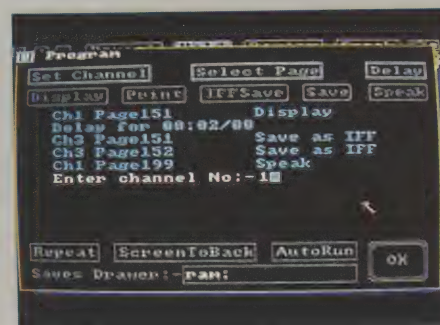 Program
Set Channel Select Page Delay
Display Print IFFSave Save Speak
Ch1 Page151 Display
Delay for 00:02/00
Ch3 Page151 Save as IFF
Ch3 Page152 Save as IFF
Ch1 Page199 Speak
Enter channel No:-1
Repeat ScreenToBack AutoRun OK
Saves Drawer:-ram: